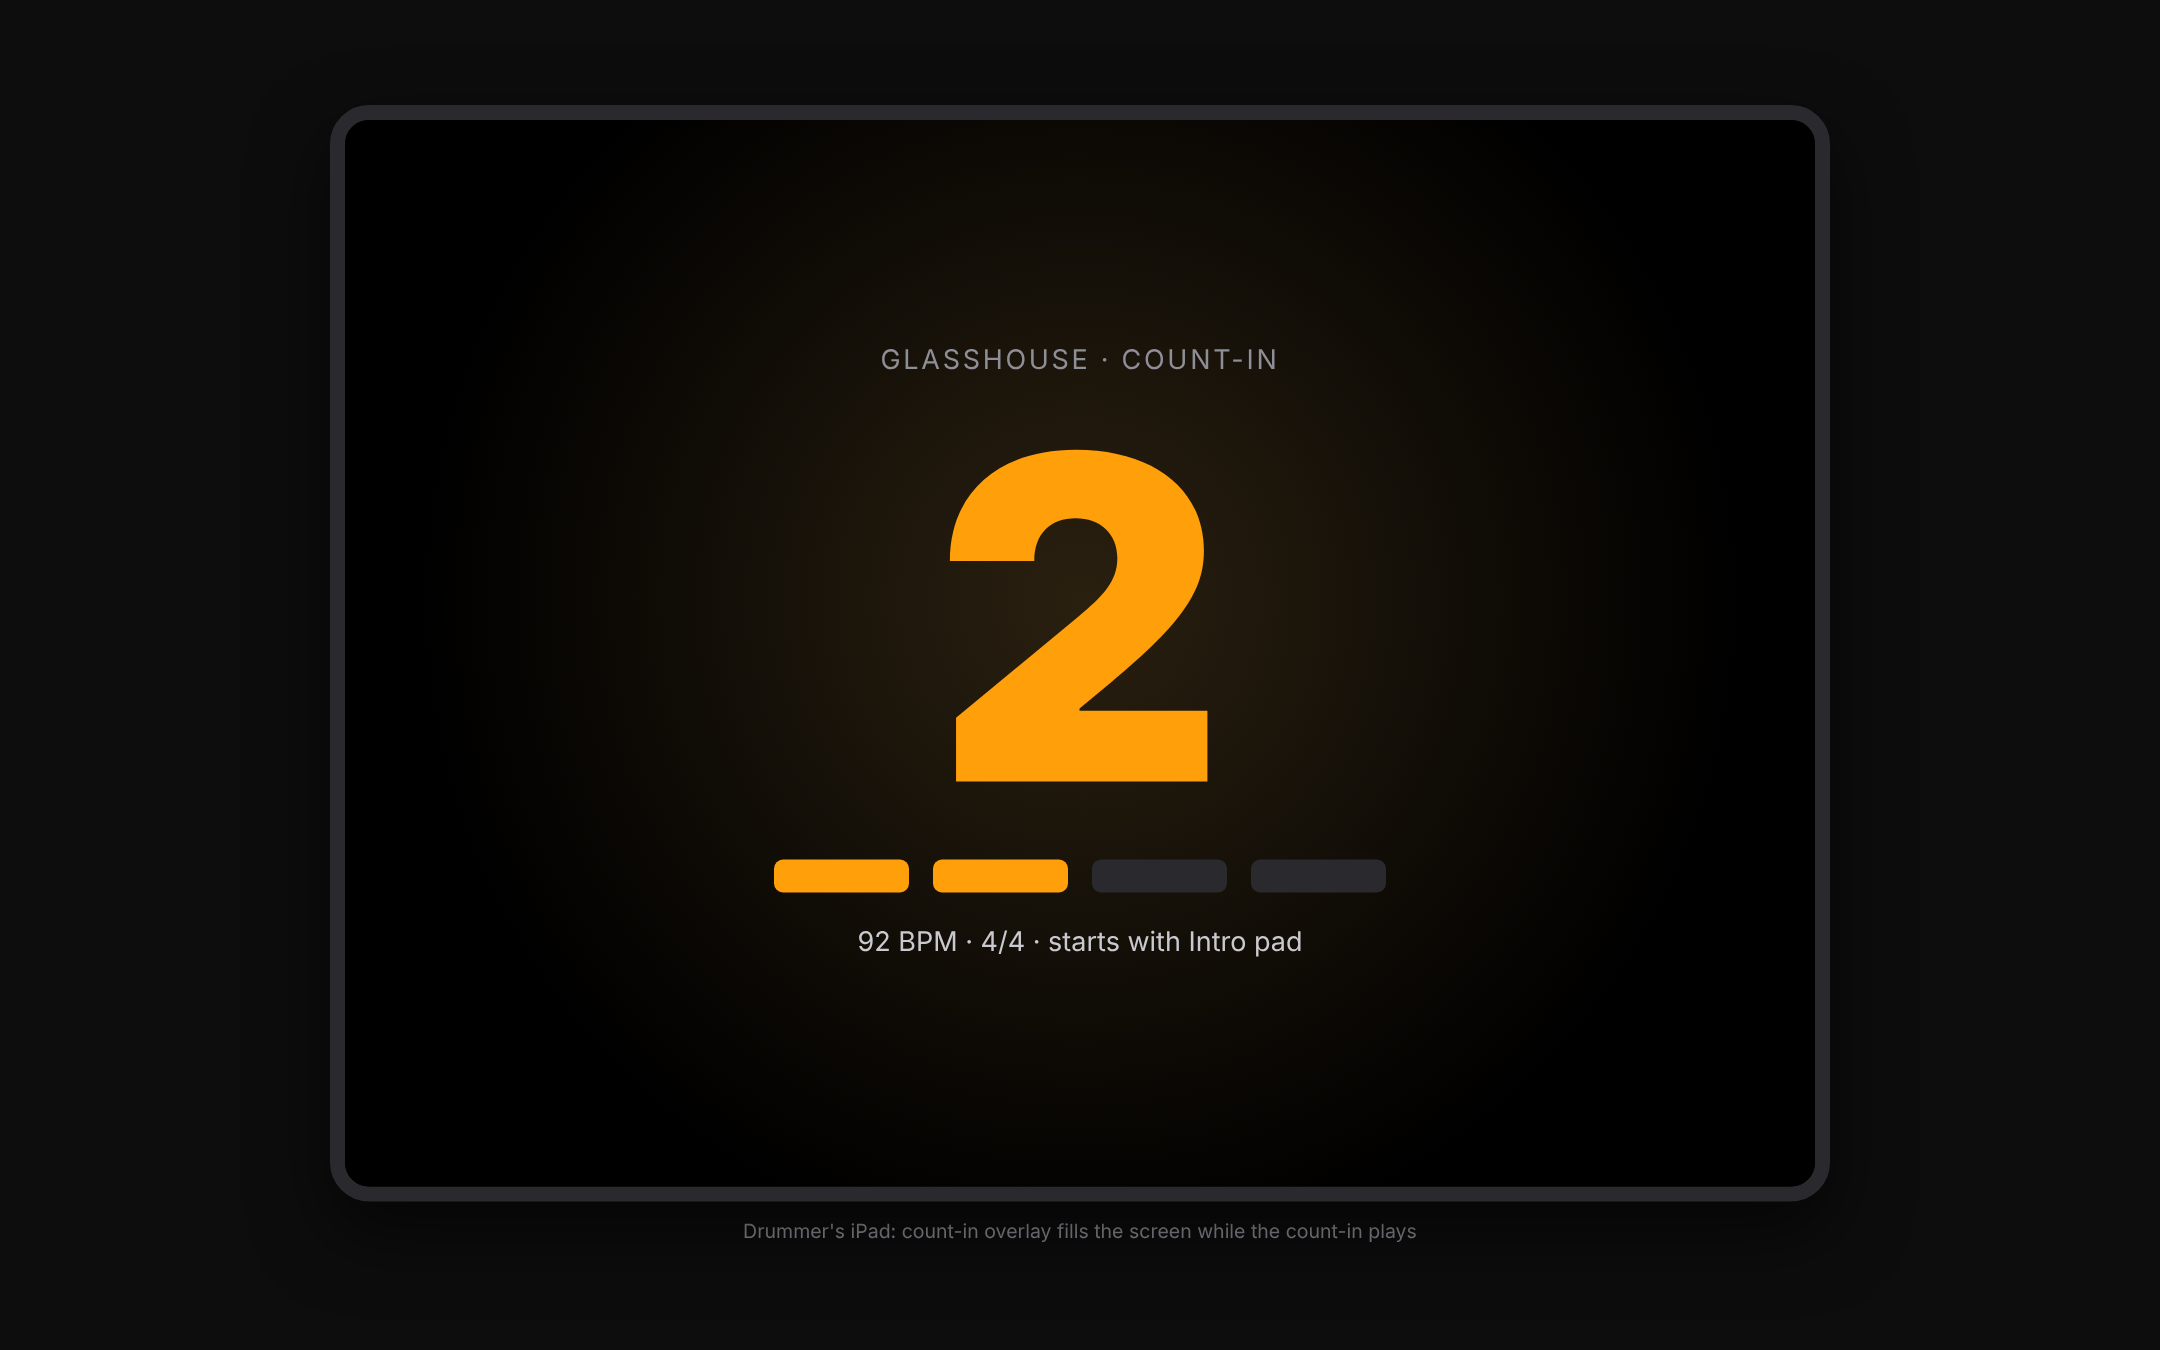 GLASSHOUSE · COUNT-IN
2
92 BPM · 4/4 · starts with Intro pad
Drummer's iPad: count-in overlay fills the screen while the count-in plays